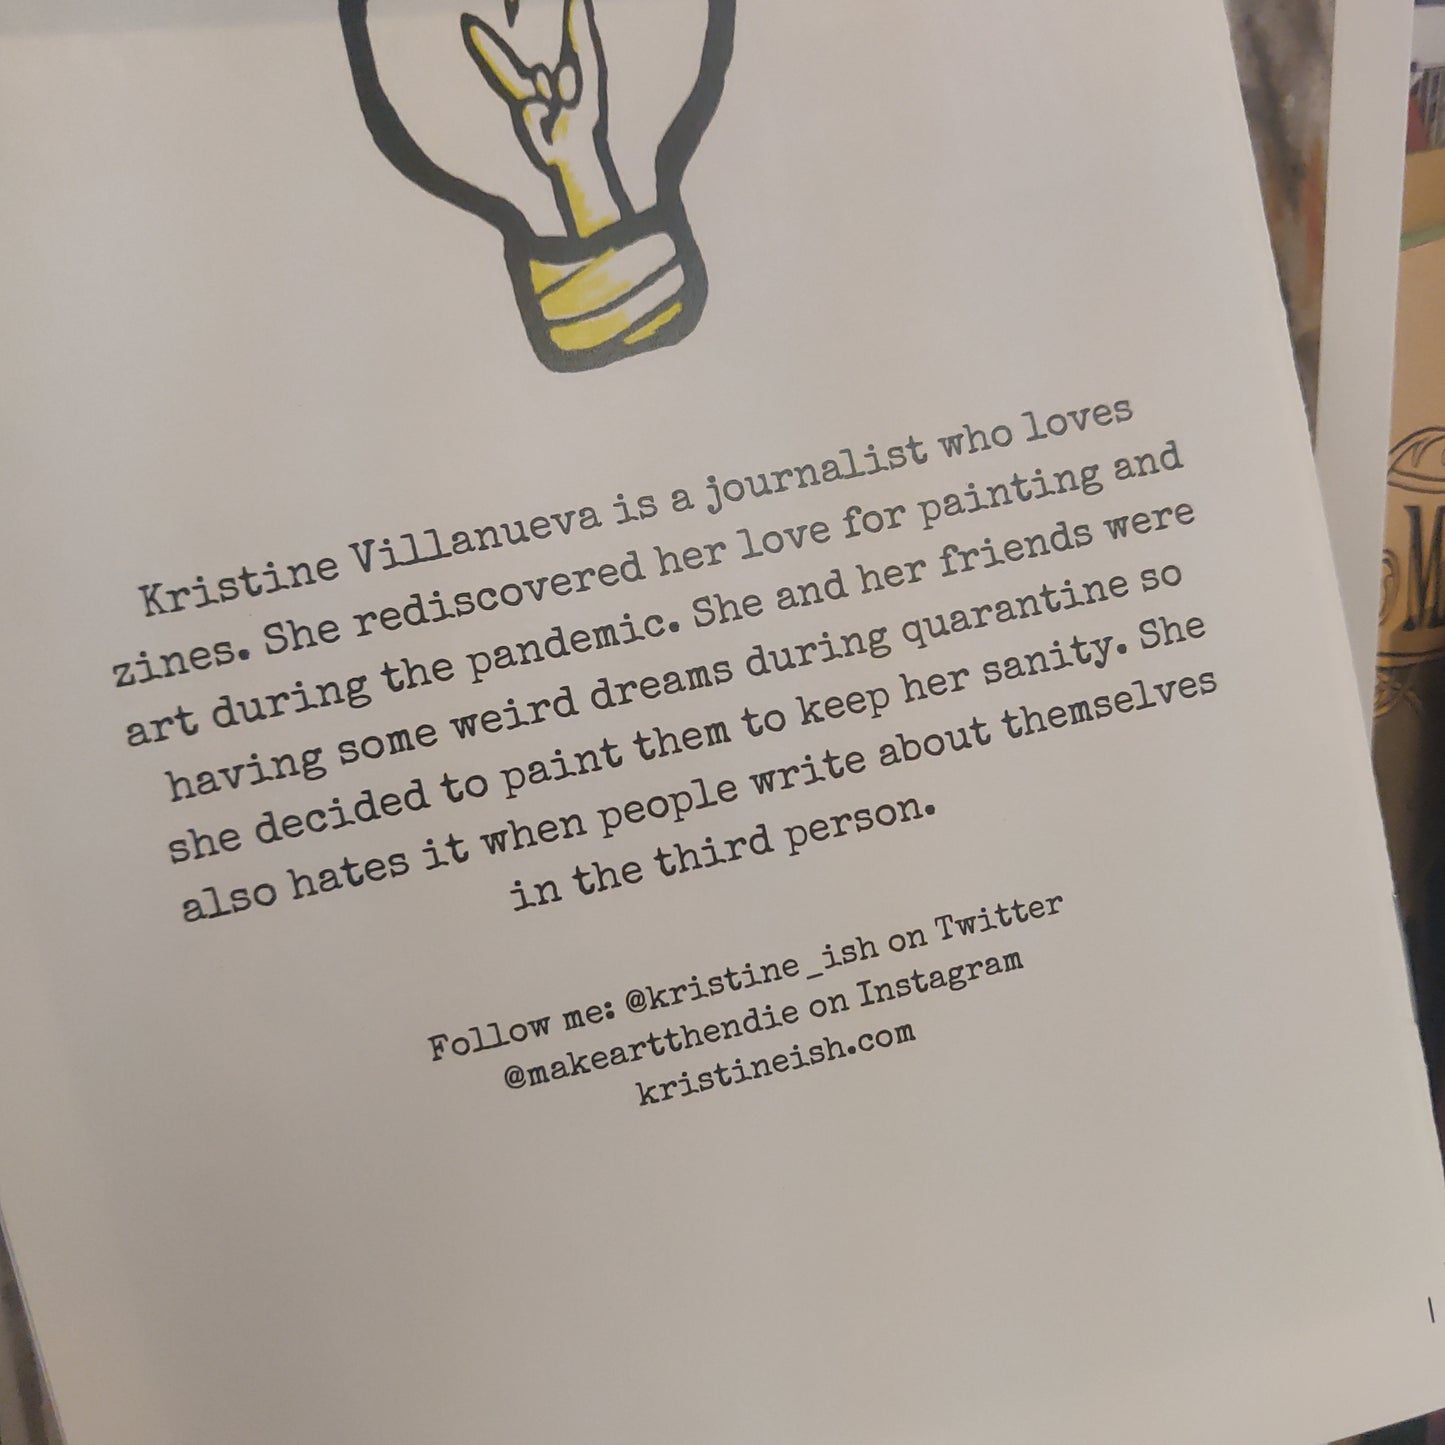 Kristine Villanueva is a journalist who loves
zines. She rediscovered her love for painting and
art during the pandemic. She and her friends were
having some weird dreams during quarantine so
she decided to paint them to keep her sanity. She
also hates it when people write about themselves
in the third person.
Follow me: @kristine_ish on Twitter
@makeartthendie on Instagram
kristineish.com